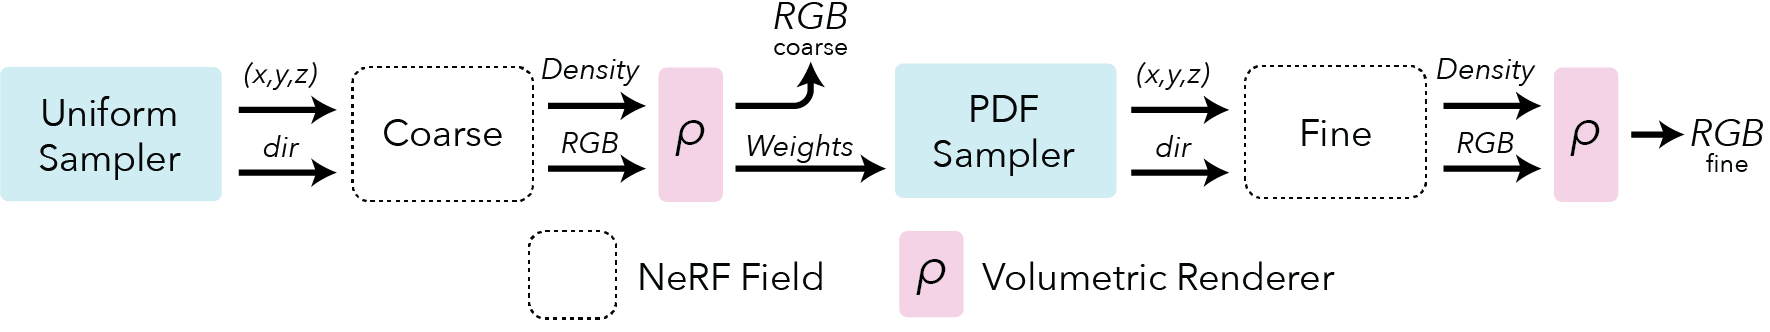 Uniform
Sampler
(x,y,z)
dir
Coarse
Density
RGB
ρ
RGB
coarse
Weights
PDF
Sampler
(x,y,z)
dir
Fine
Density
RGB
ρ
RGB
fine
NeRF Field
ρ
Volumetric Renderer